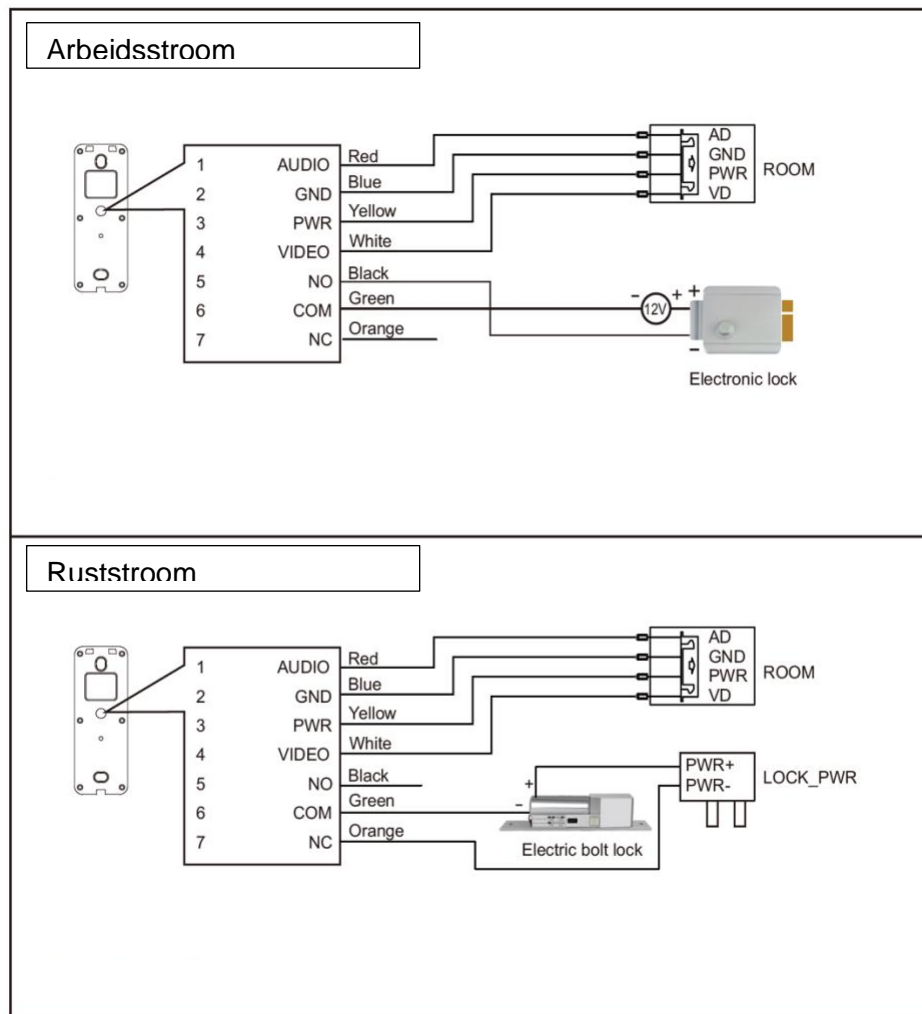 Arbeidsstroom
1 AUDIO Red
2 GND Blue
3 PWR Yellow
4 VIDEO White
5 NO Black
6 COM Green
7 NC Orange
AD
GND
PWR
VD
ROOM
- 12V + +
-
Electronic lock
Ruststroom
1 AUDIO Red
2 GND Blue
3 PWR Yellow
4 VIDEO White
5 NO Black
6 COM Green
7 NC Orange
AD
GND
PWR
VD
ROOM
+
-
Electric bolt lock
PWR+
PWR-
LOCK_PWR